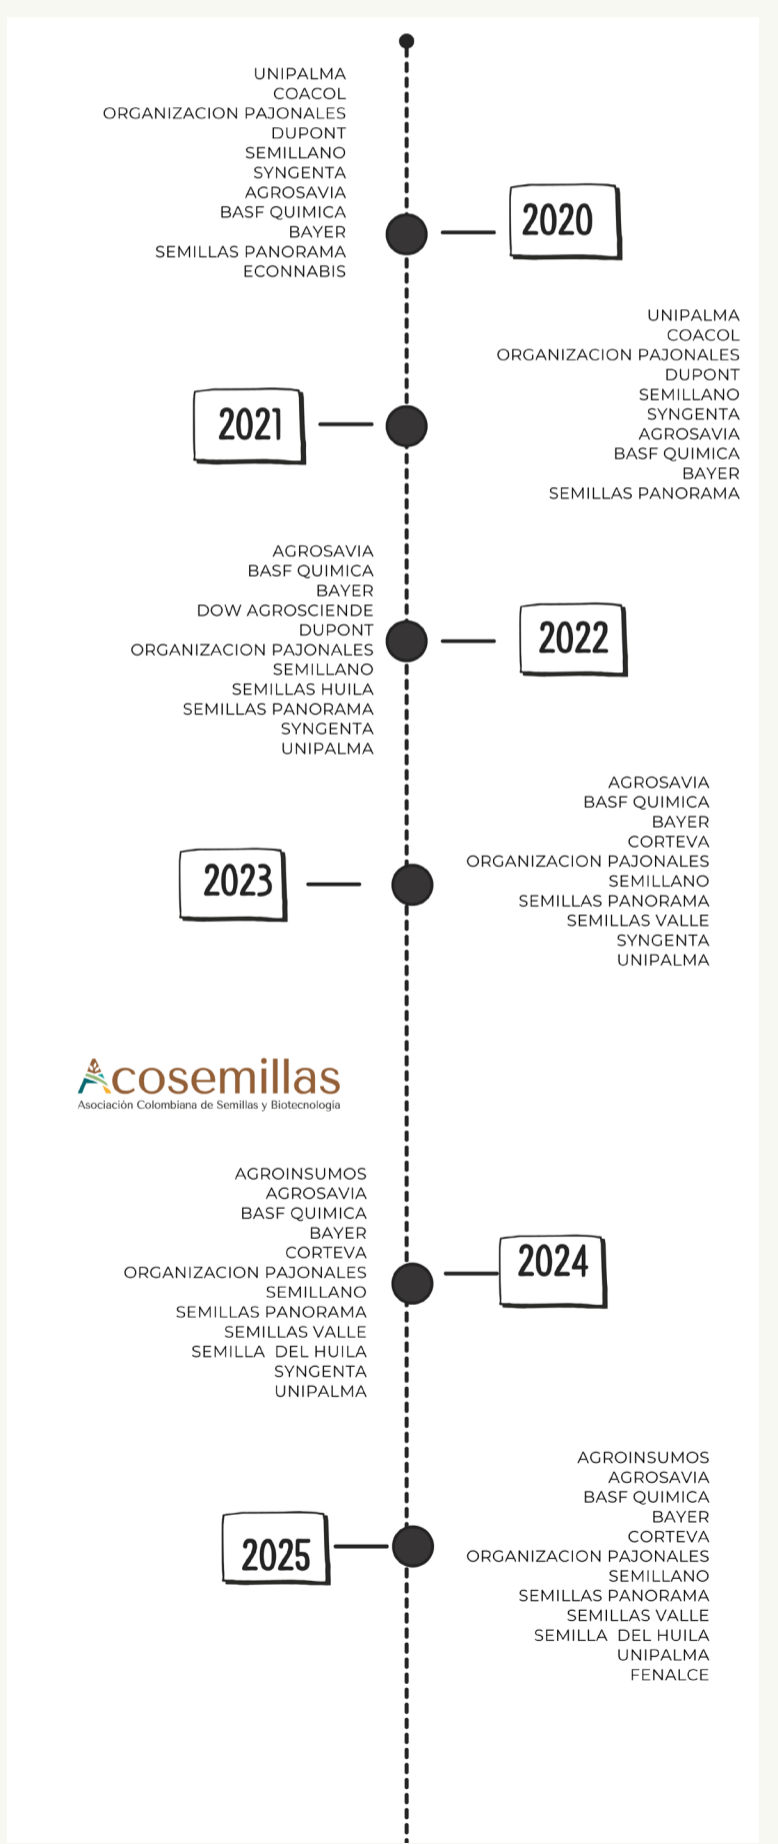 UNIPALMA
COACOL
ORGANIZACION PAJONALES
DUPONT
SEMILLANO
SYNGENTA
AGROSAVIA
BASF QUIMICA
BAYER
SEMILLAS PANORAMA
ECONNABIS
2020
UNIPALMA
COACOL
ORGANIZACION PAJONALES
DUPONT
SEMILLANO
SYNGENTA
AGROSAVIA
BASF QUIMICA
BAYER
SEMILLAS PANORAMA
2021
AGROSAVIA
BASF QUIMICA
BAYER
DOW AGROSCIENDE
DUPONT
ORGANIZACION PAJONALES
SEMILLANO
SEMILLAS HUILA
SEMILLAS PANORAMA
SYNGENTA
UNIPALMA
2022
AGROSAVIA
BASF QUIMICA
BAYER
CORTEVA
ORGANIZACION PAJONALES
SEMILLANO
SEMILLAS PANORAMA
SEMILLAS VALLE
SYNGENTA
UNIPALMA
2023
Acosemillas
Asociación Colombiana de Semillas y Biotecnología
AGROINSUMOS
AGROSAVIA
BASF QUIMICA
BAYER
CORTEVA
ORGANIZACION PAJONALES
SEMILLANO
SEMILLAS PANORAMA
SEMILLAS VALLE
SEMILLA  DEL HUILA
SYNGENTA
UNIPALMA
2024
AGROINSUMOS
AGROSAVIA
BASF QUIMICA
BAYER
CORTEVA
ORGANIZACION PAJONALES
SEMILLANO
SEMILLAS PANORAMA
SEMILLAS VALLE
SEMILLA  DEL HUILA
UNIPALMA
FENALCE
2025